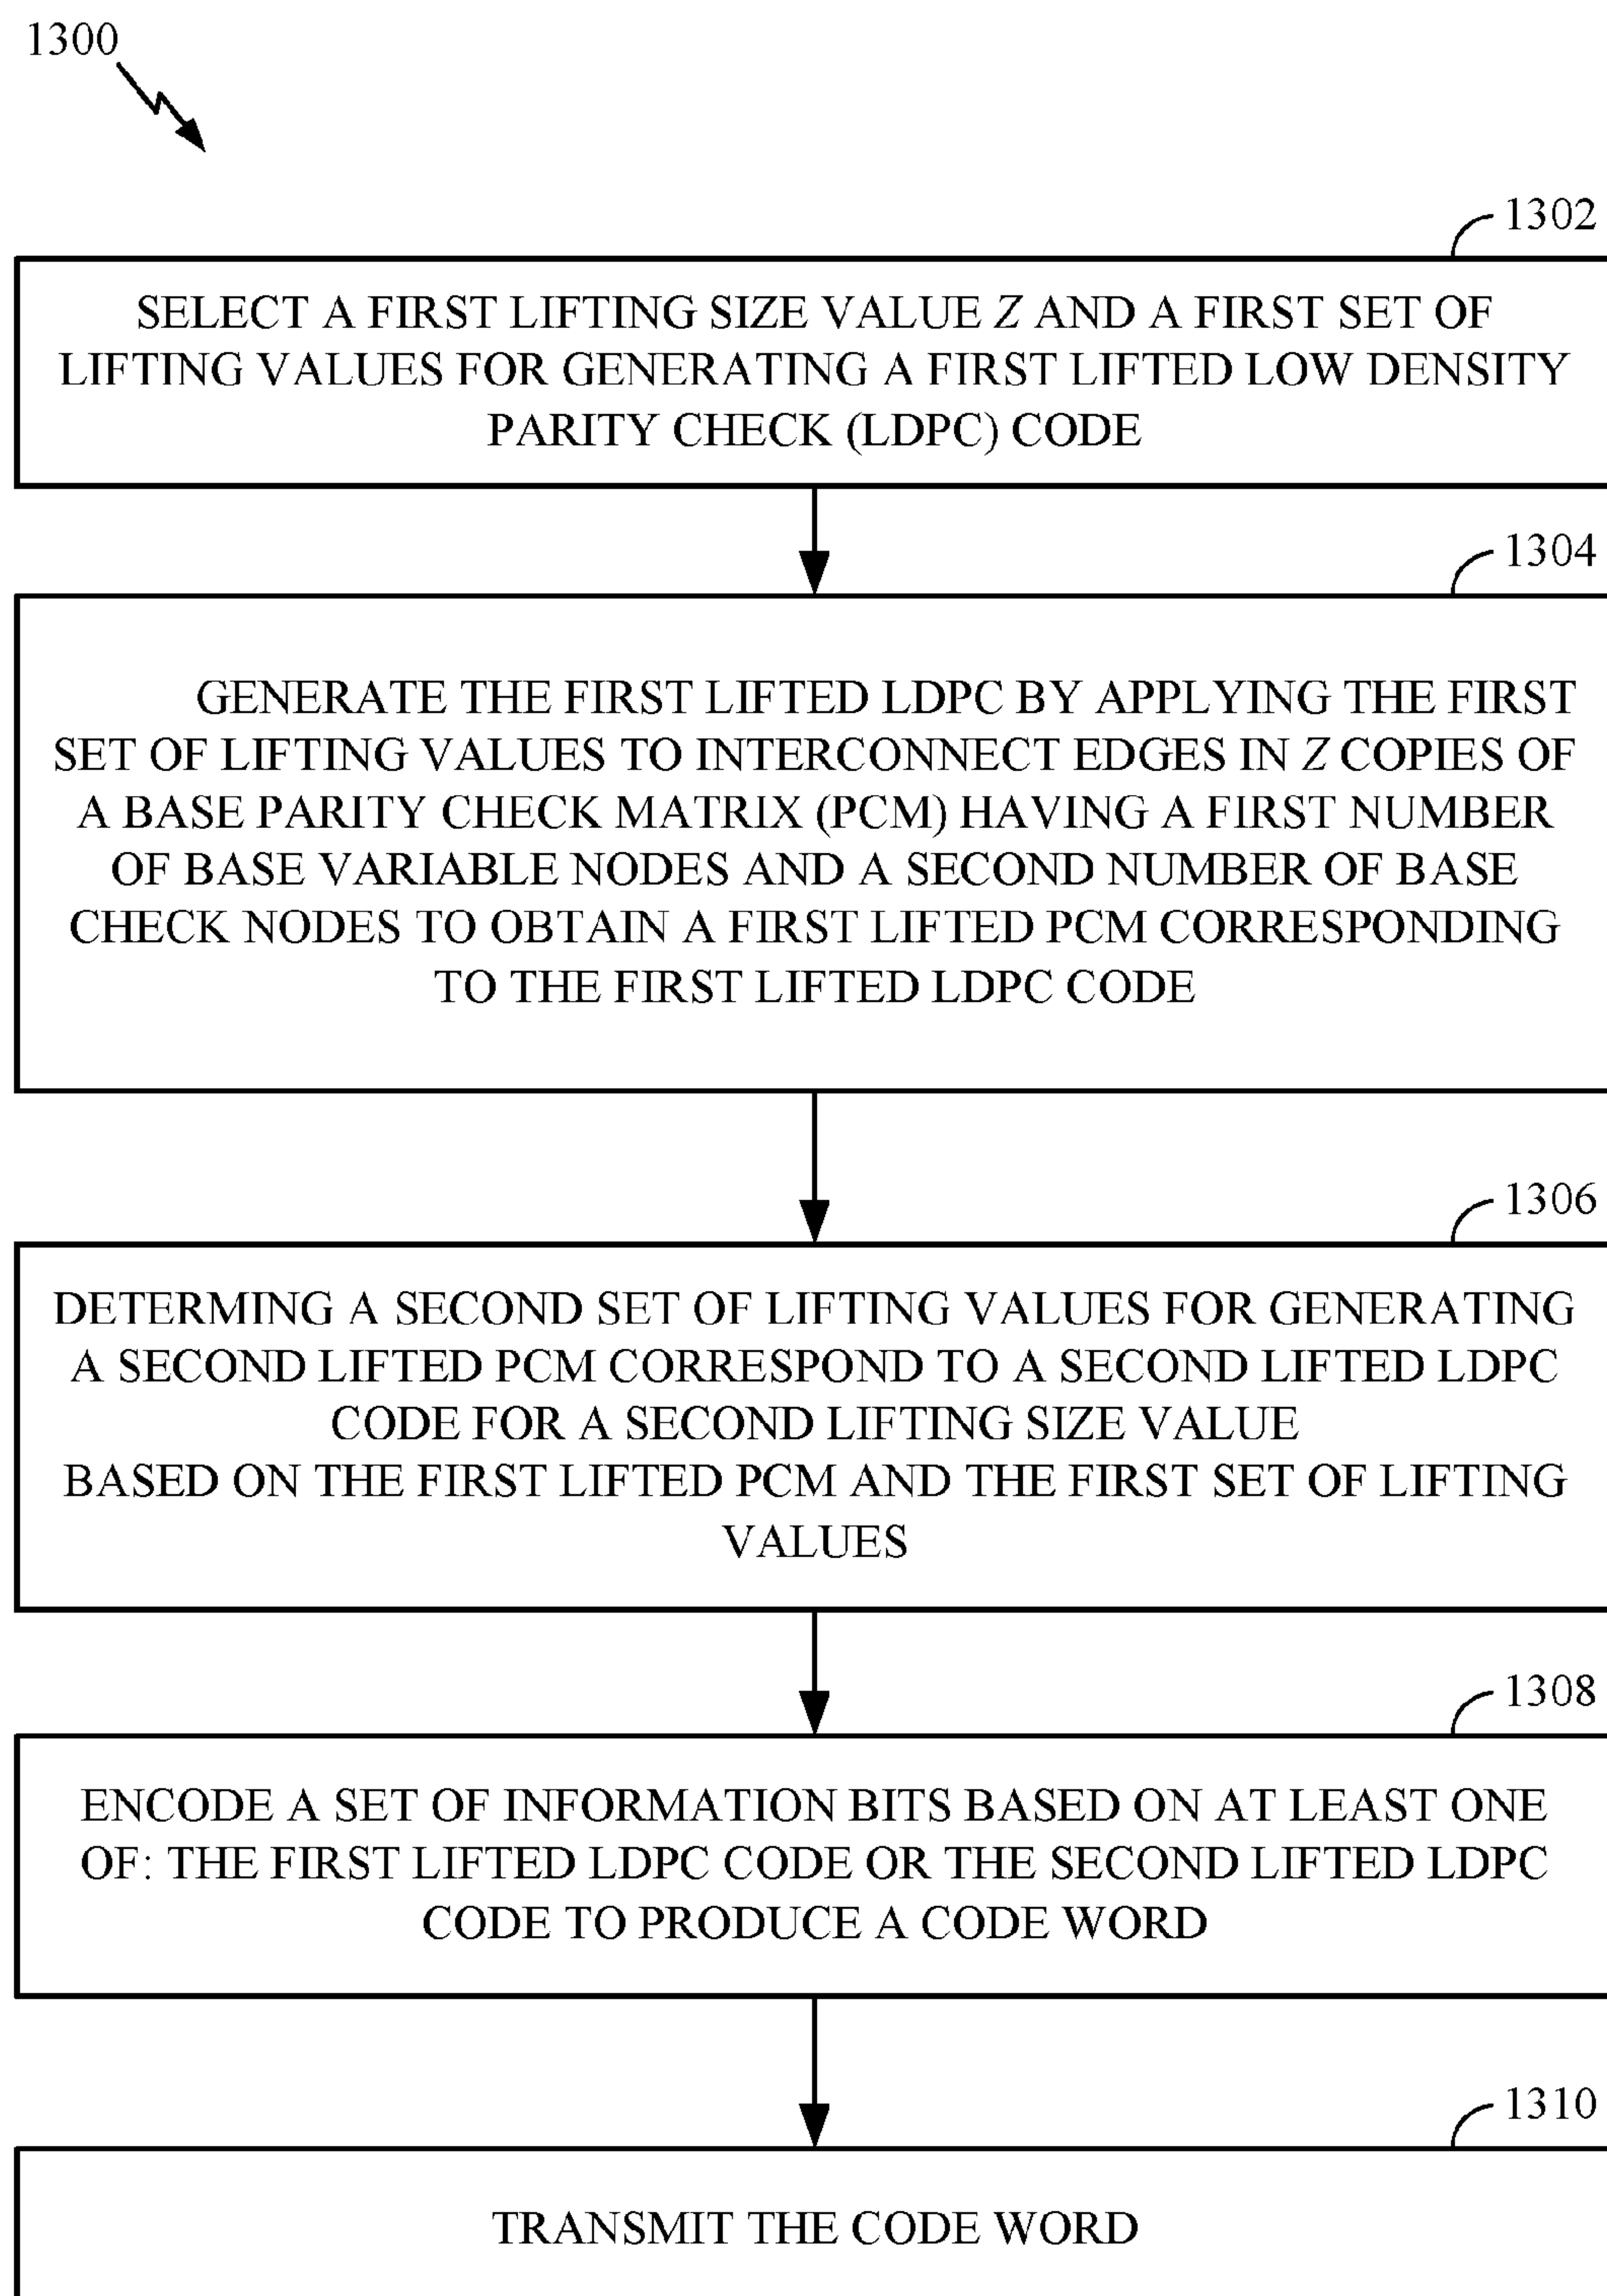 1300
1302
SELECT A FIRST LIFTING SIZE VALUE Z AND A FIRST SET OF
LIFTING VALUES FOR GENERATING A FIRST LIFTED LOW DENSITY
PARITY CHECK (LDPC) CODE
1304
GENERATE THE FIRST LIFTED LDPC BY APPLYING THE FIRST
SET OF LIFTING VALUES TO INTERCONNECT EDGES IN Z COPIES OF
A BASE PARITY CHECK MATRIX (PCM) HAVING A FIRST NUMBER
OF BASE VARIABLE NODES AND A SECOND NUMBER OF BASE
CHECK NODES TO OBTAIN A FIRST LIFTED PCM CORRESPONDING
TO THE FIRST LIFTED LDPC CODE
1306
DETERMING A SECOND SET OF LIFTING VALUES FOR GENERATING
A SECOND LIFTED PCM CORRESPOND TO A SECOND LIFTED LDPC
CODE FOR A SECOND LIFTING SIZE VALUE
BASED ON THE FIRST LIFTED PCM AND THE FIRST SET OF LIFTING
VALUES
1308
ENCODE A SET OF INFORMATION BITS BASED ON AT LEAST ONE
OF: THE FIRST LIFTED LDPC CODE OR THE SECOND LIFTED LDPC
CODE TO PRODUCE A CODE WORD
1310
TRANSMIT THE CODE WORD